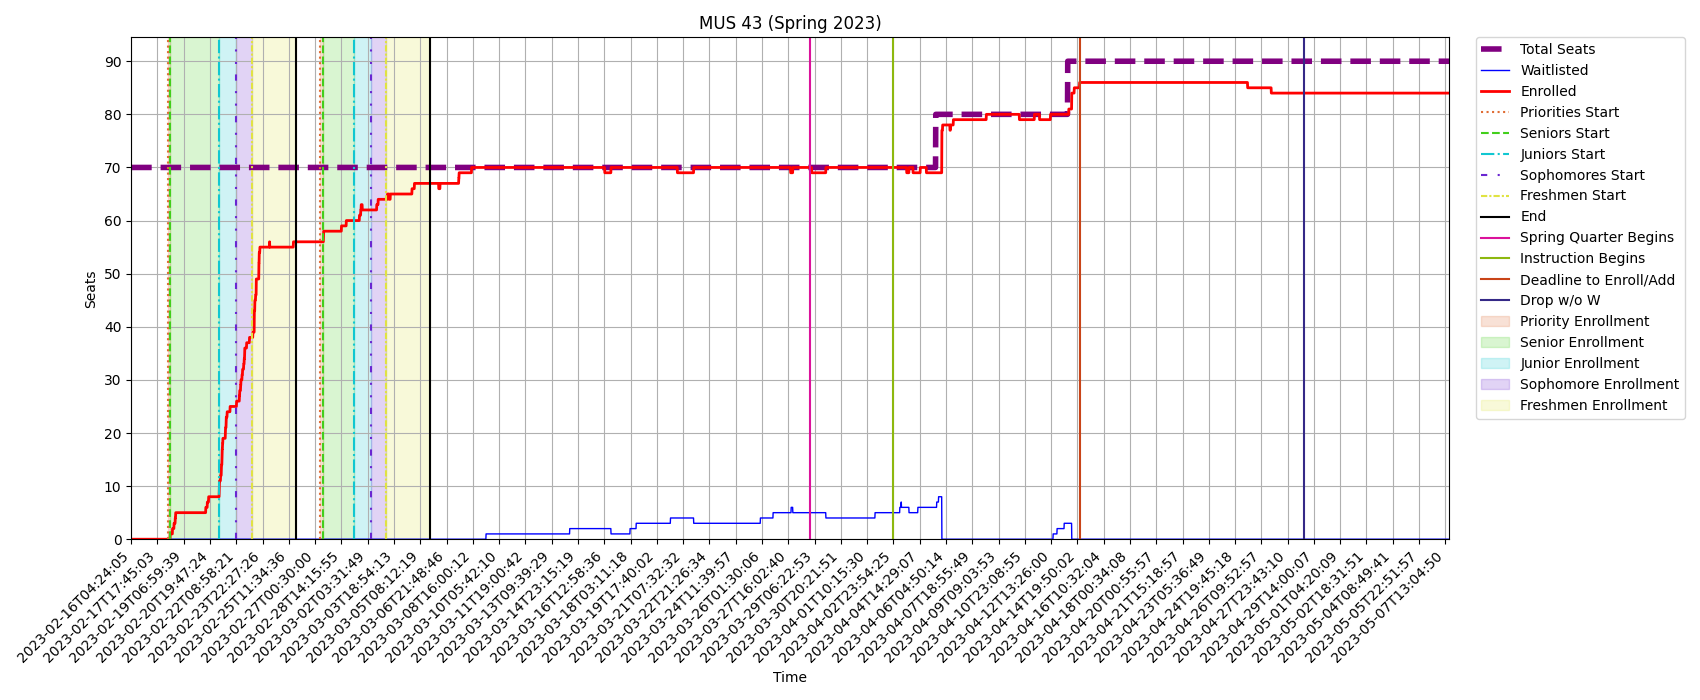 MUS 43 (Spring 2023)
Seats
90
80
70
60
50
40
30
20
10
0
2023-02-16T04:24:05
2023-02-17T17:45:03
2023-02-19T06:59:39
2023-02-20T19:47:24
2023-02-22T08:58:21
2023-02-23T22:27:26
2023-02-25T11:34:36
2023-02-27T00:30:00
2023-02-28T14:15:55
2023-03-02T03:31:49
2023-03-03T18:54:13
2023-03-05T08:12:19
2023-03-06T21:48:46
2023-03-08T16:00:12
2023-03-10T05:42:10
2023-03-11T19:00:42
2023-03-13T09:39:29
2023-03-14T23:15:19
2023-03-16T12:58:36
2023-03-18T03:11:18
2023-03-19T17:40:02
2023-03-21T07:32:32
2023-03-22T21:26:34
2023-03-24T11:39:57
2023-03-26T01:30:06
2023-03-27T16:02:40
2023-03-29T06:22:53
2023-03-30T20:21:51
2023-04-01T10:15:30
2023-04-02T23:54:25
2023-04-04T14:29:07
2023-04-06T04:50:14
2023-04-07T18:55:49
2023-04-09T09:03:53
2023-04-10T23:08:55
2023-04-12T13:26:00
2023-04-14T19:50:02
2023-04-16T10:32:04
2023-04-18T00:34:08
2023-04-20T00:55:57
2023-04-21T15:18:57
2023-04-23T05:36:49
2023-04-24T19:45:18
2023-04-26T09:52:57
2023-04-27T23:43:10
2023-04-29T14:00:07
2023-05-01T04:20:09
2023-05-02T18:31:51
2023-05-04T08:49:41
2023-05-05T22:51:57
2023-05-07T13:04:50
Time
Total Seats
Waitlisted
Enrolled
Priorities Start
Seniors Start
Juniors Start
Sophomores Start
Freshmen Start
End
Spring Quarter Begins
Instruction Begins
Deadline to Enroll/Add
Drop w/o W
Priority Enrollment
Senior Enrollment
Junior Enrollment
Sophomore Enrollment
Freshmen Enrollment